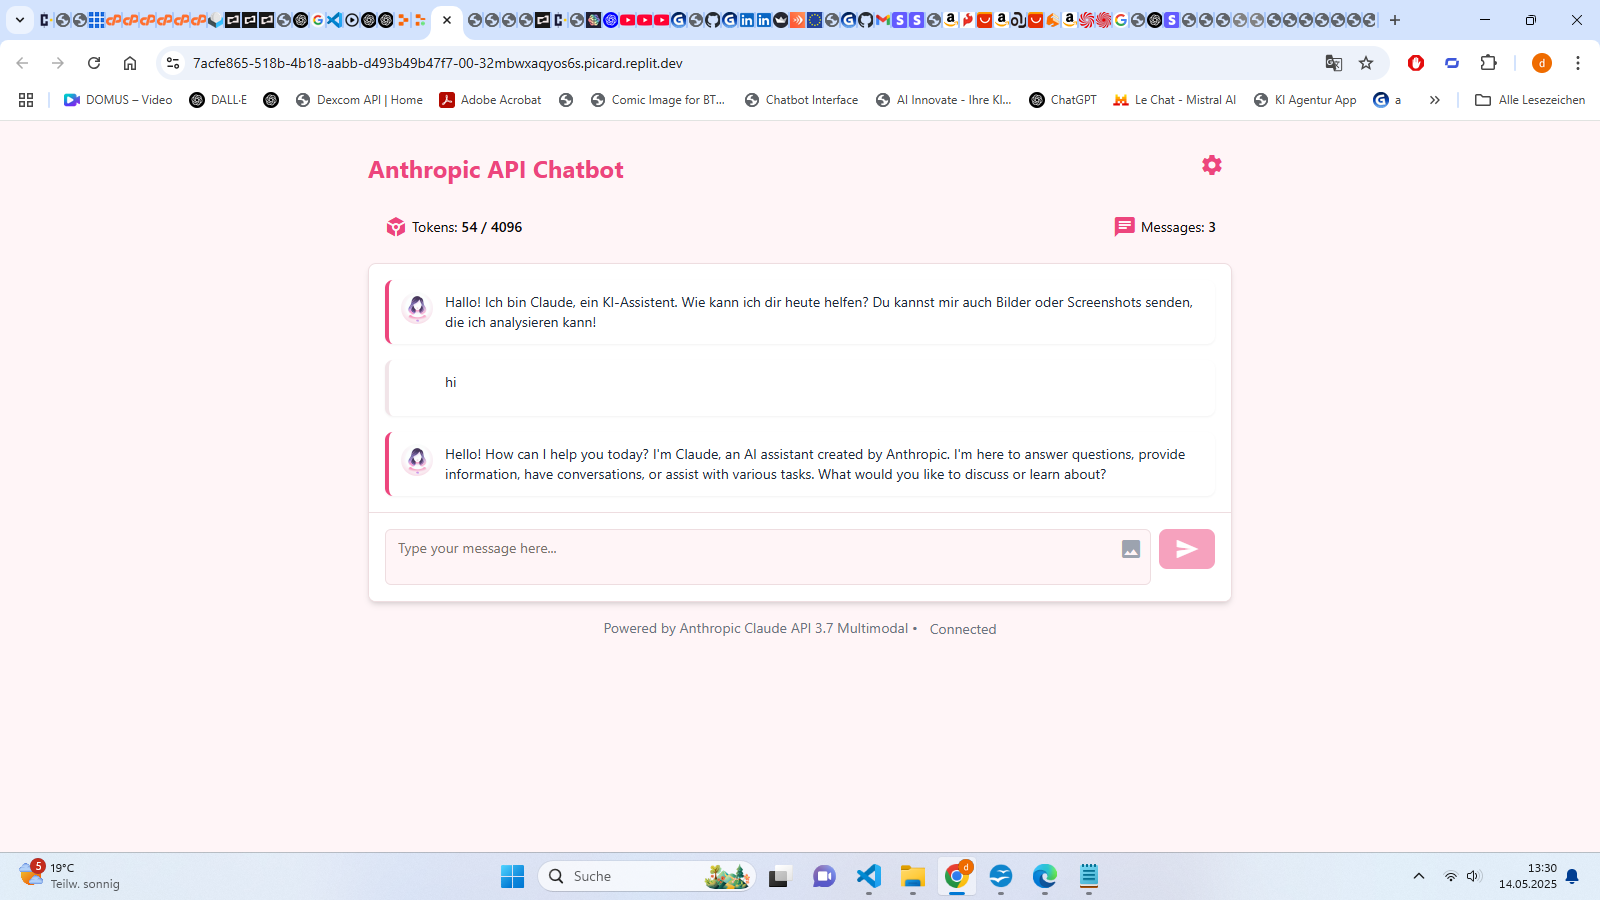 7acfe865-518b-4b18-aabb-d493b49b47f7-00-32mbwxaqyos6s.picard.replit.dev
d
DOMUS – Video
DALL·E
Dexcom API | Home
Adobe Acrobat
Comic Image for BT...
Chatbot Interface
AI Innovate - Ihre KI...
ChatGPT
Le Chat - Mistral AI
KI Agentur App
a
»
Alle Lesezeichen
Anthropic API Chatbot
Tokens: 54 / 4096
Messages: 3
Hallo! Ich bin Claude, ein KI-Assistent. Wie kann ich dir heute helfen? Du kannst mir auch Bilder oder Screenshots senden,
die ich analysieren kann!
hi
Hello! How can I help you today? I'm Claude, an AI assistant created by Anthropic. I'm here to answer questions, provide
information, have conversations, or assist with various tasks. What would you like to discuss or learn about?
Type your message here...
Powered by Anthropic Claude API 3.7 Multimodal • Connected
5
19°C
Teilw. sonnig
Suche
d
13:30
14.05.2025